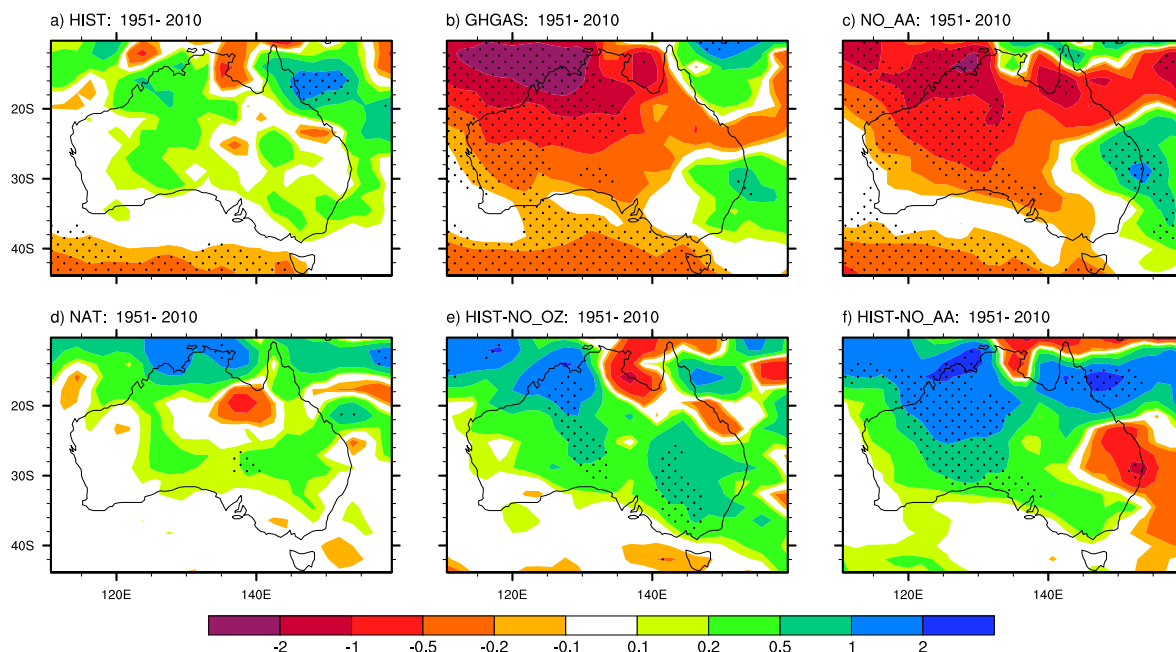 a) HIST: 1951- 2010
b) GHGAS: 1951- 2010
c) NO_AA: 1951- 2010
20S
30S
40S
d) NAT: 1951- 2010
e) HIST-NO_OZ: 1951- 2010
f) HIST-NO_AA: 1951- 2010
20S
30S
40S
120E 140E 120E 140E 120E 140E
-2 -1 -0.5 -0.2 -0.1 0.1 0.2 0.5 1 2